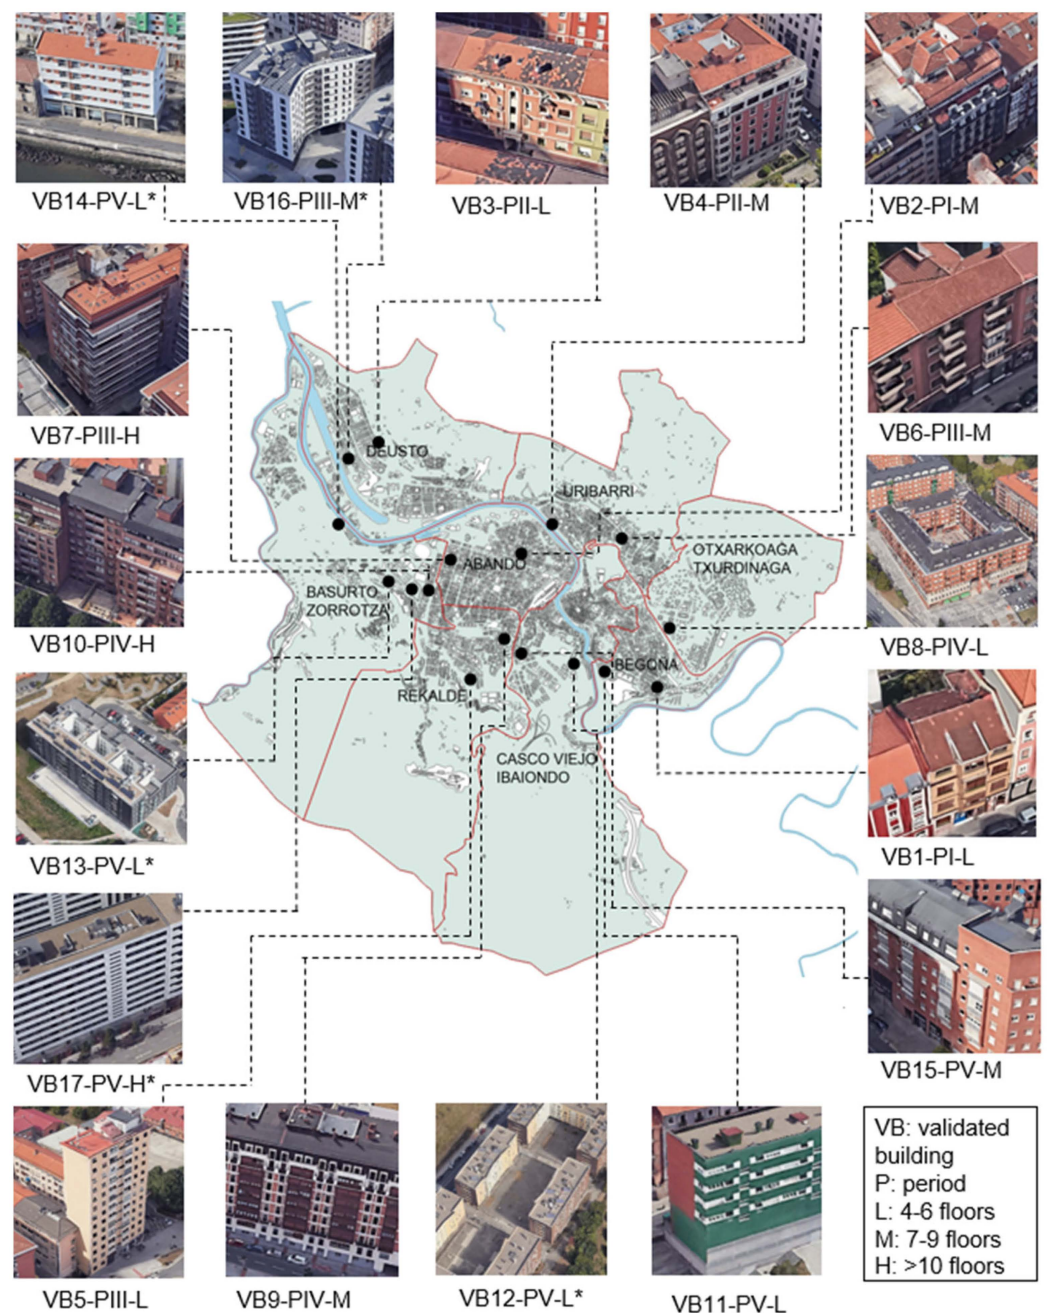 VB14-PV-L*
VB16-PIII-M*
VB3-PII-L
VB4-PII-M
VB2-PI-M
VB7-PIII-H
VB6-PIII-M
DEUSTO
URIBARRI
OTXARKOAGA
TXURDINAGA
ABANDO
BASURTO
ZORROTZA
VB10-PIV-H
VB8-PIV-L
BEGOÑA
REKALDE
CASCO VIEJO
IBAIONDO
VB13-PV-L*
VB1-PI-L
VB17-PV-H*
VB15-PV-M
VB5-PIII-L
VB9-PIV-M
VB12-PV-L*
VB11-PV-L
VB: validated
building
P: period
L: 4-6 floors
M: 7-9 floors
H: >10 floors